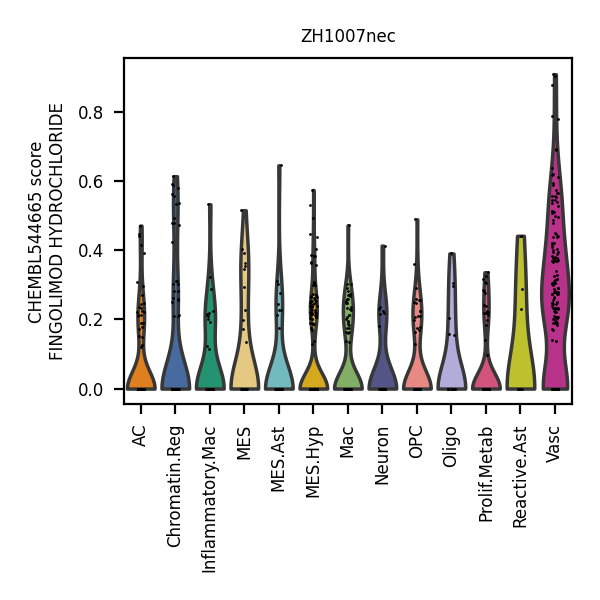 ZH1007nec
CHEMBL544665 score
FINGOLIMOD HYDROCHLORIDE
0.8
0.6
0.4
0.2
0.0
AC
Chromatin.Reg
Inflammatory.Mac
MES
MES.Ast
MES.Hyp
Mac
Neuron
OPC
Oligo
Prolif.Metab
Reactive.Ast
Vasc